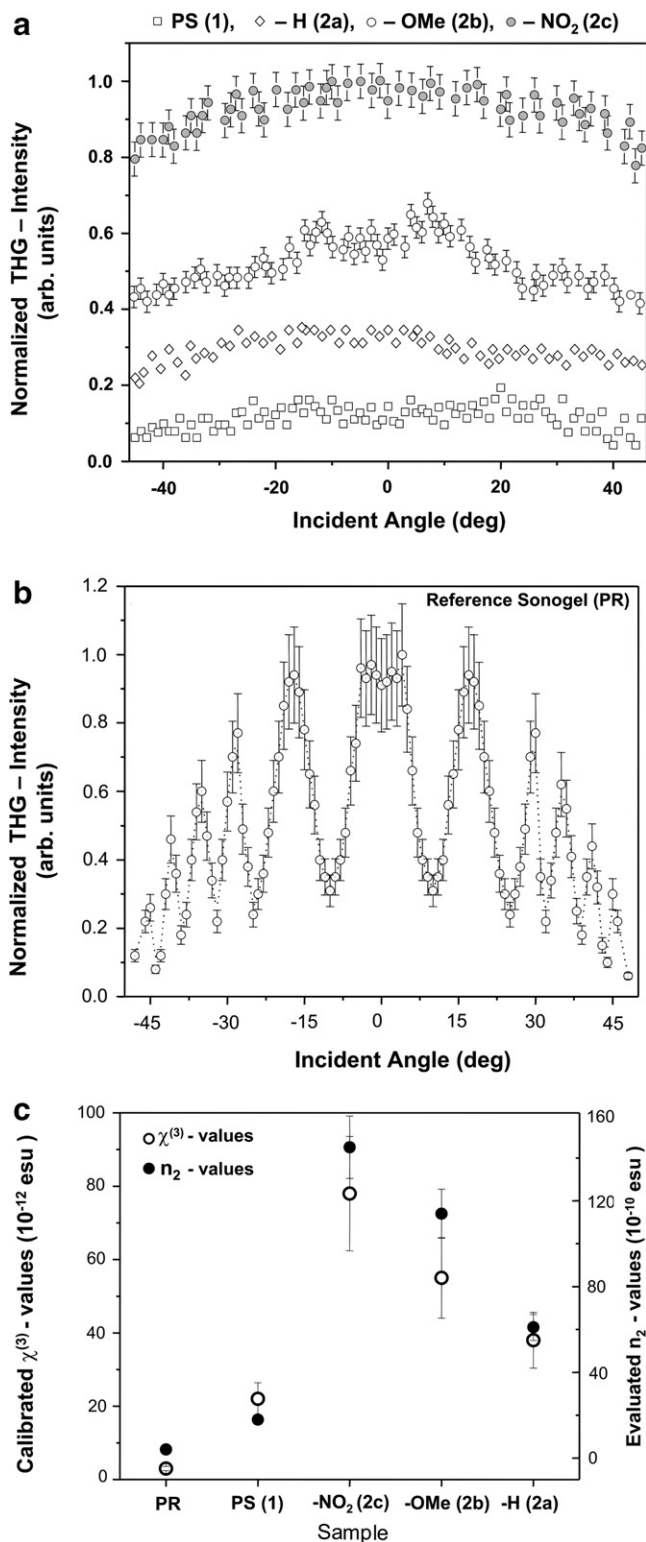 a
□ PS (1), ◇ – H (2a), ○ – OMe (2b), ● – NO₂ (2c)
Normalized THG – Intensity
(arb. units)
1.0
0.8
0.6
0.4
0.2
0.0
-40
-20
0
20
40
Incident Angle (deg)
b
Reference Sonogel (PR)
Normalized THG – Intensity
(arb. units)
1.2
1.0
0.8
0.6
0.4
0.2
0.0
-45
-30
-15
0
15
30
45
Incident Angle (deg)
c
○ χ⁽³⁾ - values
● n₂ - values
Calibrated χ⁽³⁾ - values (10⁻¹² esu )
100
80
60
40
20
0
160
120
80
40
0
Evaluated n₂ - values (10⁻¹⁰ esu)
PR
PS (1)
-NO₂ (2c)
-OMe (2b)
-H (2a)
Sample